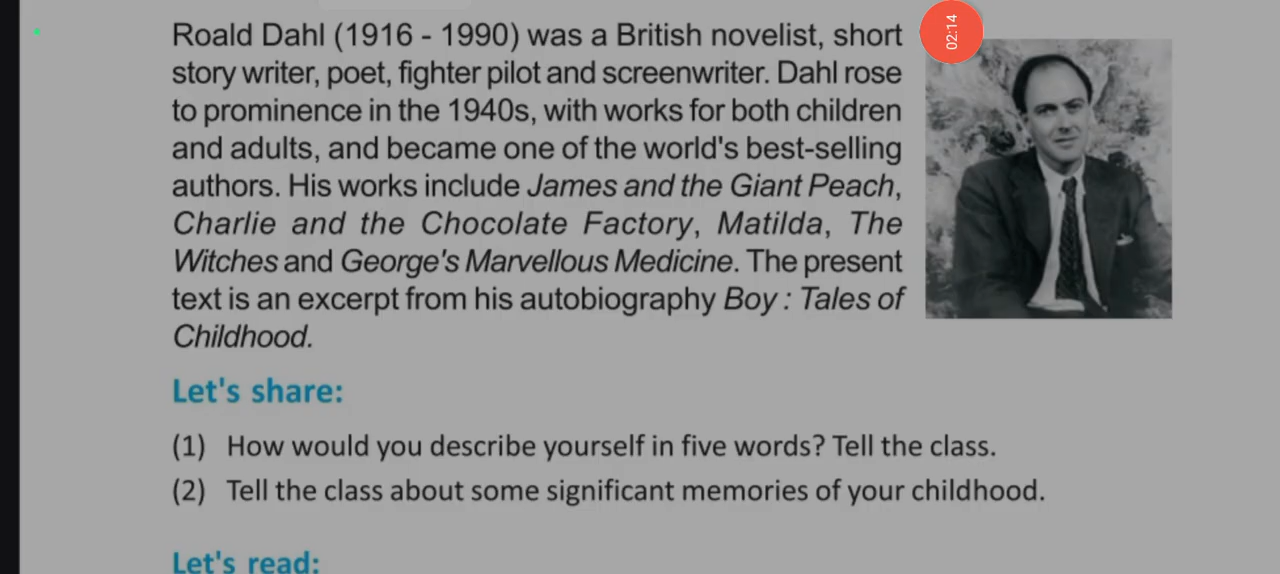 Roald Dahl (1916 - 1990) was a British novelist, short
story writer, poet, fighter pilot and screenwriter. Dahl rose
to prominence in the 1940s, with works for both children
and adults, and became one of the world's best-selling
authors. His works include James and the Giant Peach,
Charlie and the Chocolate Factory, Matilda, The
Witches and George's Marvellous Medicine. The present
text is an excerpt from his autobiography Boy : Tales of
Childhood.
02:14
Let's share:
(1) How would you describe yourself in five words? Tell the class.
(2) Tell the class about some significant memories of your childhood.
Let's read: